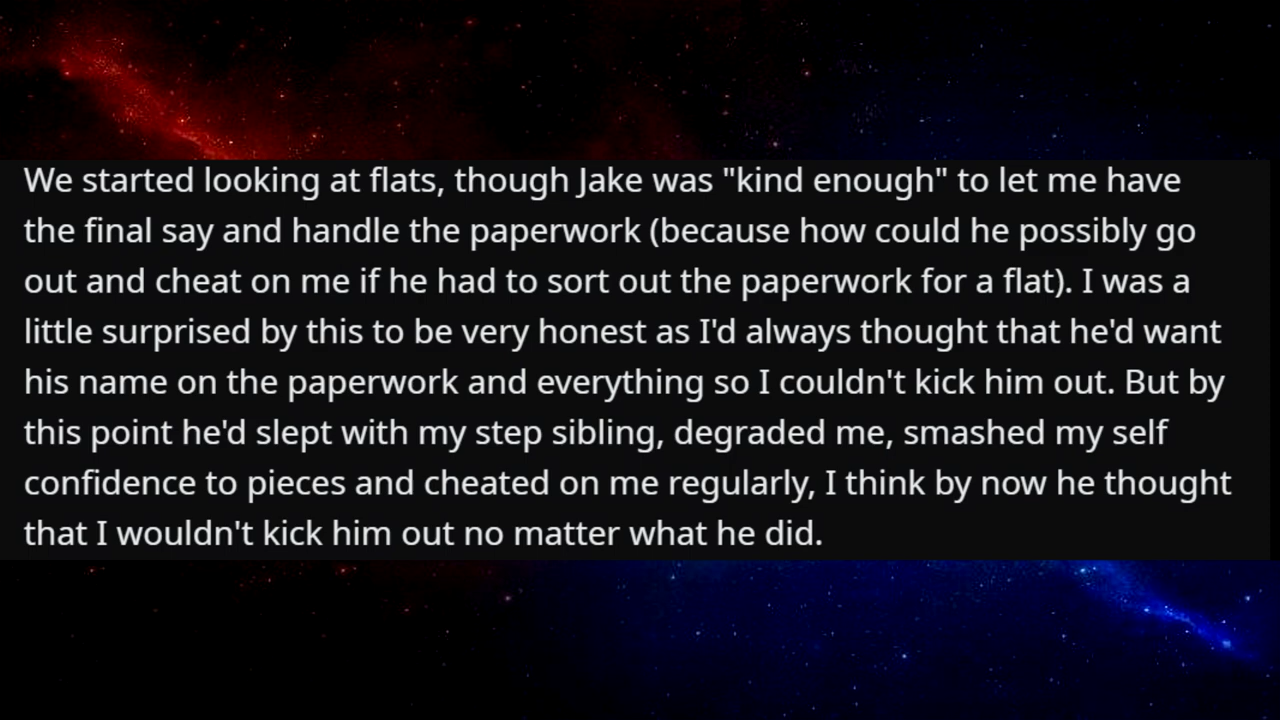 We started looking at flats, though Jake was "kind enough" to let me have
the final say and handle the paperwork (because how could he possibly go
out and cheat on me if he had to sort out the paperwork for a flat). I was a
little surprised by this to be very honest as I'd always thought that he'd want
his name on the paperwork and everything so I couldn't kick him out. But by
this point he'd slept with my step sibling, degraded me, smashed my self
confidence to pieces and cheated on me regularly, I think by now he thought
that I wouldn't kick him out no matter what he did.